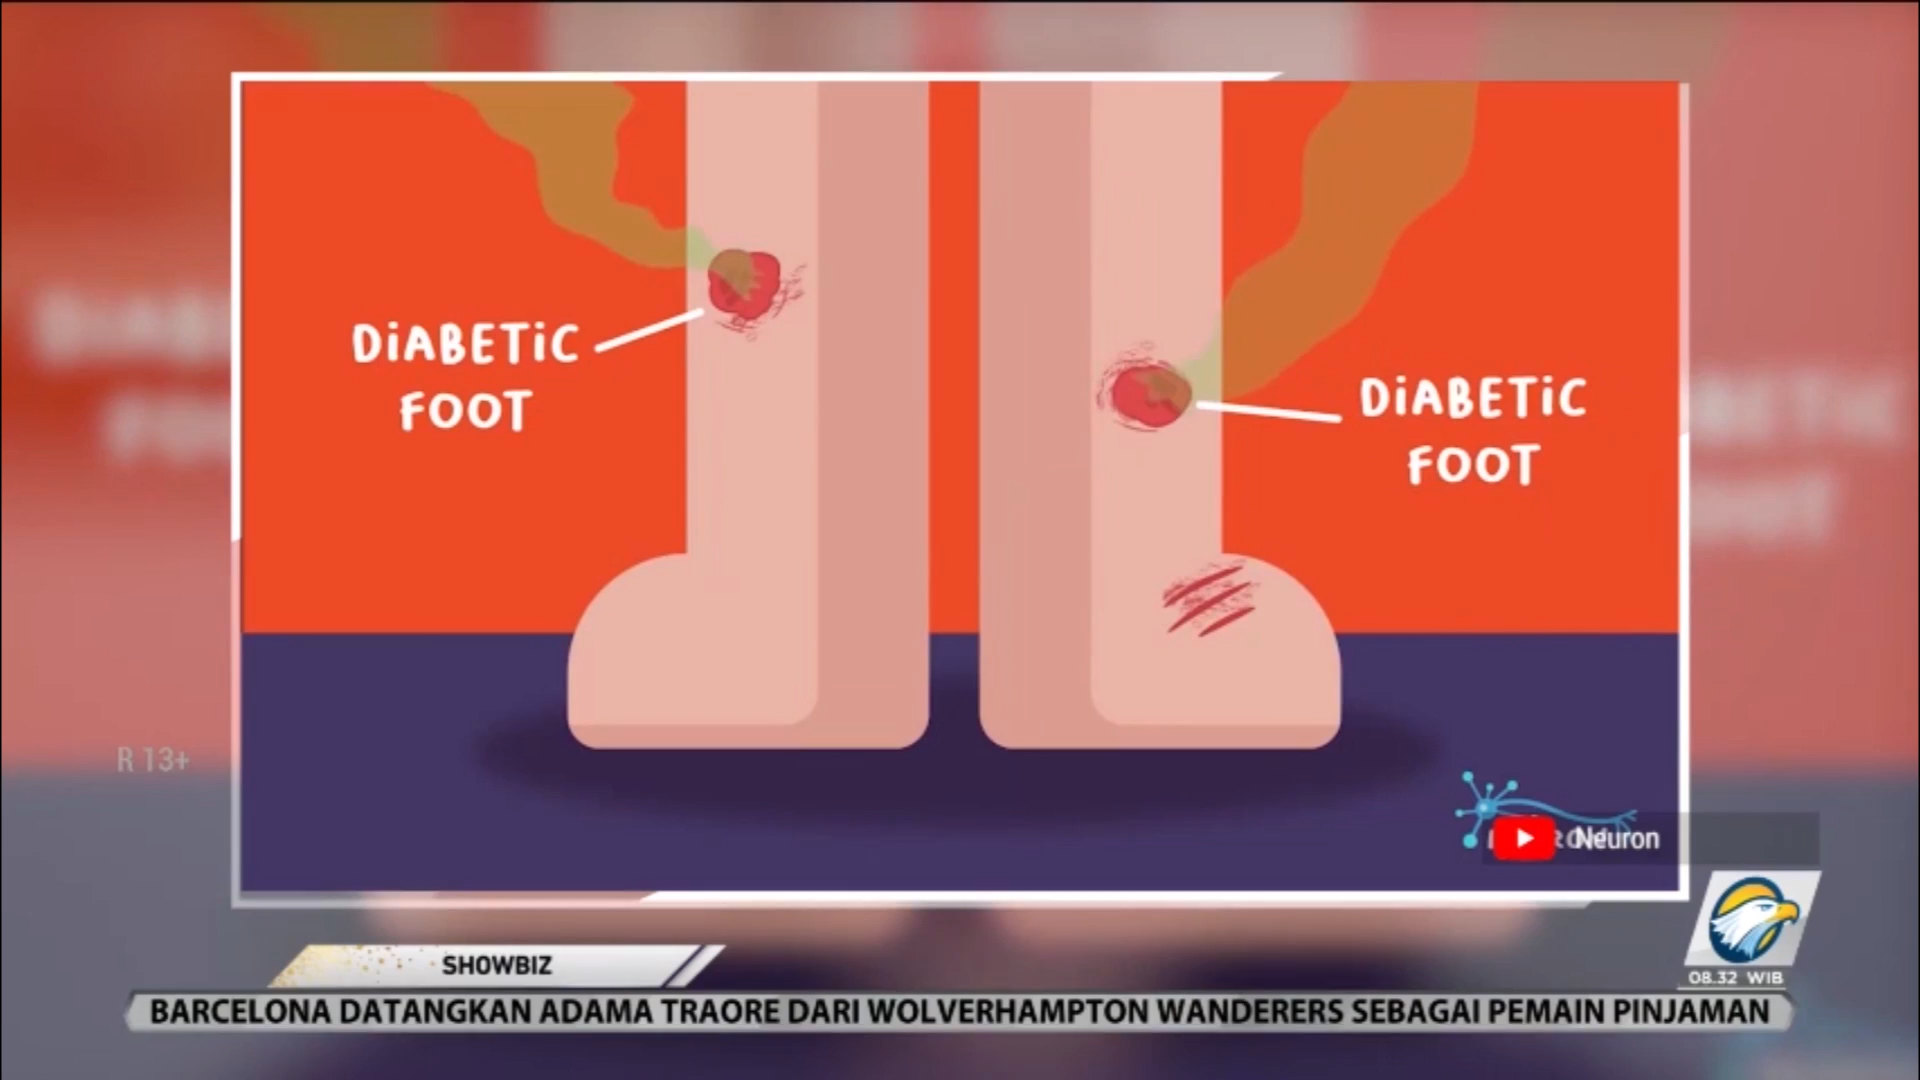 DiABETiC
FOOT
DiABETiC
FOOT
R 13+
Neuron
08.32 WIB
SHOWBIZ
BARCELONA DATANGKAN ADAMA TRAORE DARI WOLVERHAMPTON WANDERERS SEBAGAI PEMAIN PINJAMAN